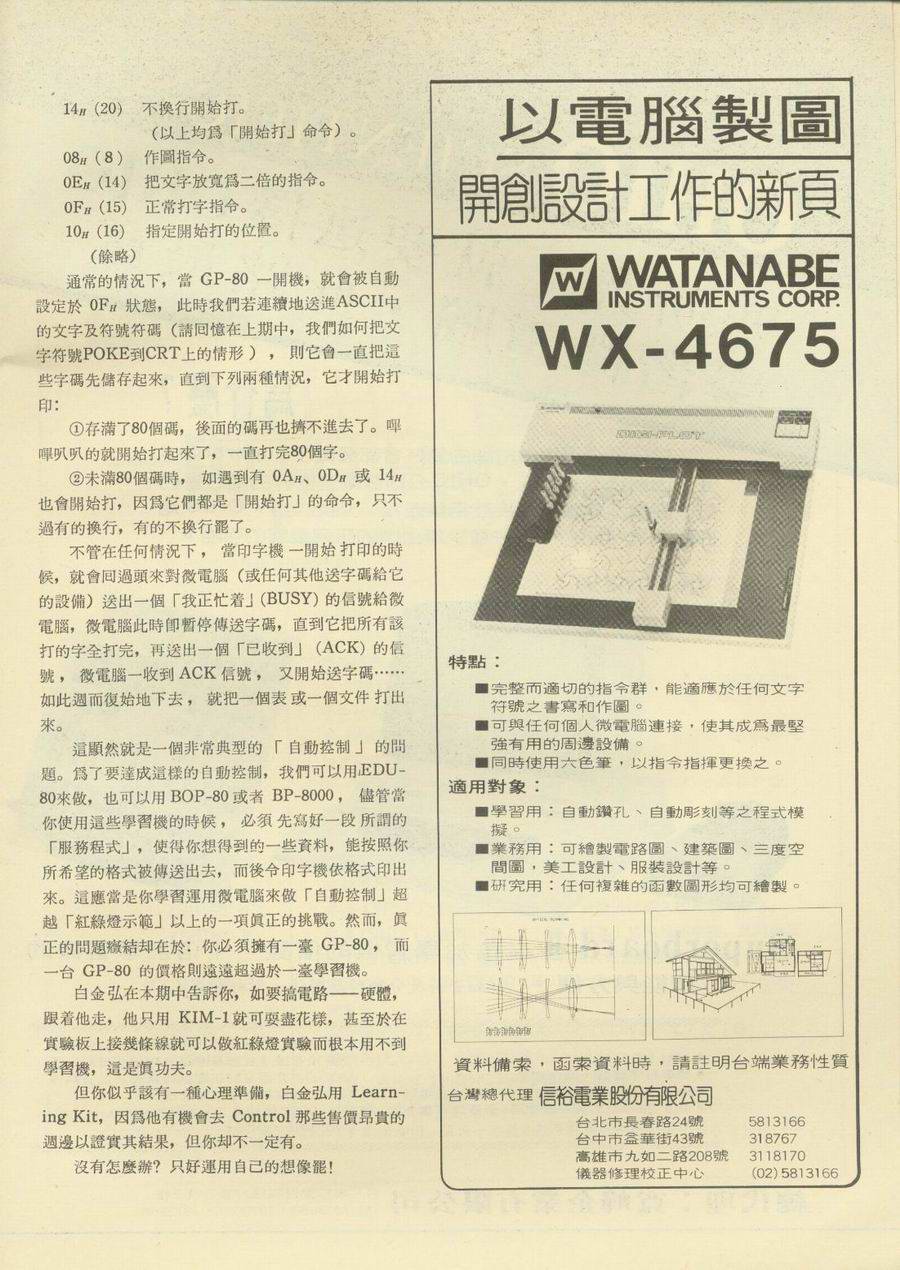 14H (20) 不換行開始打。
(以上均爲「開始打」命令)。
08H ( 8 ) 作圖指令。
0EH (14) 把文字放寬爲二倍的指令。
0FH (15) 正常打字指令。
10H (16) 指定開始打的位置。
(餘略)
通常的情況下，當 GP-80 一開機，就會被自動
設定於 0FH 狀態， 此時我們若連續地送進ASCII中
的文字及符號符碼（請回憶在上期中，我們如何把文
字符號POKE到CRT上的情形），則它會一直把這
些字碼先儲存起來，直到下列兩種情況，它才開始打
印：
①存滿了80個碼，後面的碼再也擠不進去了。嗶
嗶叭叭的就開始打起來了，一直打完80個字。
②未滿80個碼時， 如遇到有 0AH、0DH 或 14H
也會開始打，因爲它們都是「開始打」的命令，只不
過有的換行，有的不換行罷了。
不管在任何情況下， 當印字機 一開始 打印的時
候，就會回過頭來對微電腦（或任何其他送字碼給它
的設備）送出一個「我正忙着」(BUSY) 的信號給微
電腦，微電腦此時卽暫停傳送字碼，直到它把所有該
打的字全打完，再送出一個「已收到」 (ACK) 的信
號， 微電腦一收到 ACK 信號， 又開始送字碼⋯⋯
如此週而復始地下去， 就把一個表 或一個文件 打出
來。
這顯然就是一個非常典型的「自動控制」的問
題。爲了要達成這樣的自動控制，我們可以用EDU-
80來做，也可以用 BOP-80 或者 BP-8000， 儘管當
你使用這些學習機的時候， 必須 先寫好一段 所謂的
「服務程式」，使得你想得到的一些資料，能按照你
所希望的格式被傳送出去，而後令印字機依格式印出
來。這應當是你學習運用微電腦來做「自動控制」超
越「紅綠燈示範」以上的一項眞正的挑戰。然而，眞
正的問題癥結却在於：你必須擁有一臺 GP-80， 而
一台 GP-80 的價格則遠遠超過於一臺學習機。
白金弘在本期中告訴你，如要搞電路——硬體，
跟着他走，他只用 KIM-1就可耍盡花樣，甚至於在
實驗板上接幾條線就可以做紅綠燈實驗而根本用不到
學習機，這是眞功夫。
但你似乎該有一種心理準備，白金弘用 Learn-
ing Kit，因爲他有機會去 Control 那些售價昂貴的
週邊以證實其結果，但你却不一定有。
沒有怎麼辦？只好運用自己的想像罷！
以電腦製圖
開創設計工作的新頁
W WATANABE
INSTRUMENTS CORP.
WX-4675
DIGI-PLOT
特點：
■完整而適切的指令群，能適應於任何文字
符號之書寫和作圖。
■可與任何個人微電腦連接，使其成爲最堅
強有用的周邊設備。
■同時使用六色筆，以指令指揮更換之。
適用對象：
■學習用：自動鑽孔、自動彫刻等之程式模
擬。
■業務用：可繪製電路圖、建築圖、三度空
間圖，美工設計、服裝設計等。
■研究用：任何複雜的函數圖形均可繪製。
資料備索，函索資料時，請註明台端業務性質
台灣總代理 信裕電業股份有限公司
台北市長春路24號 5813166
台中市益華街43號 318767
高雄市九如二路208號 3118170
儀器修理校正中心 (02)5813166